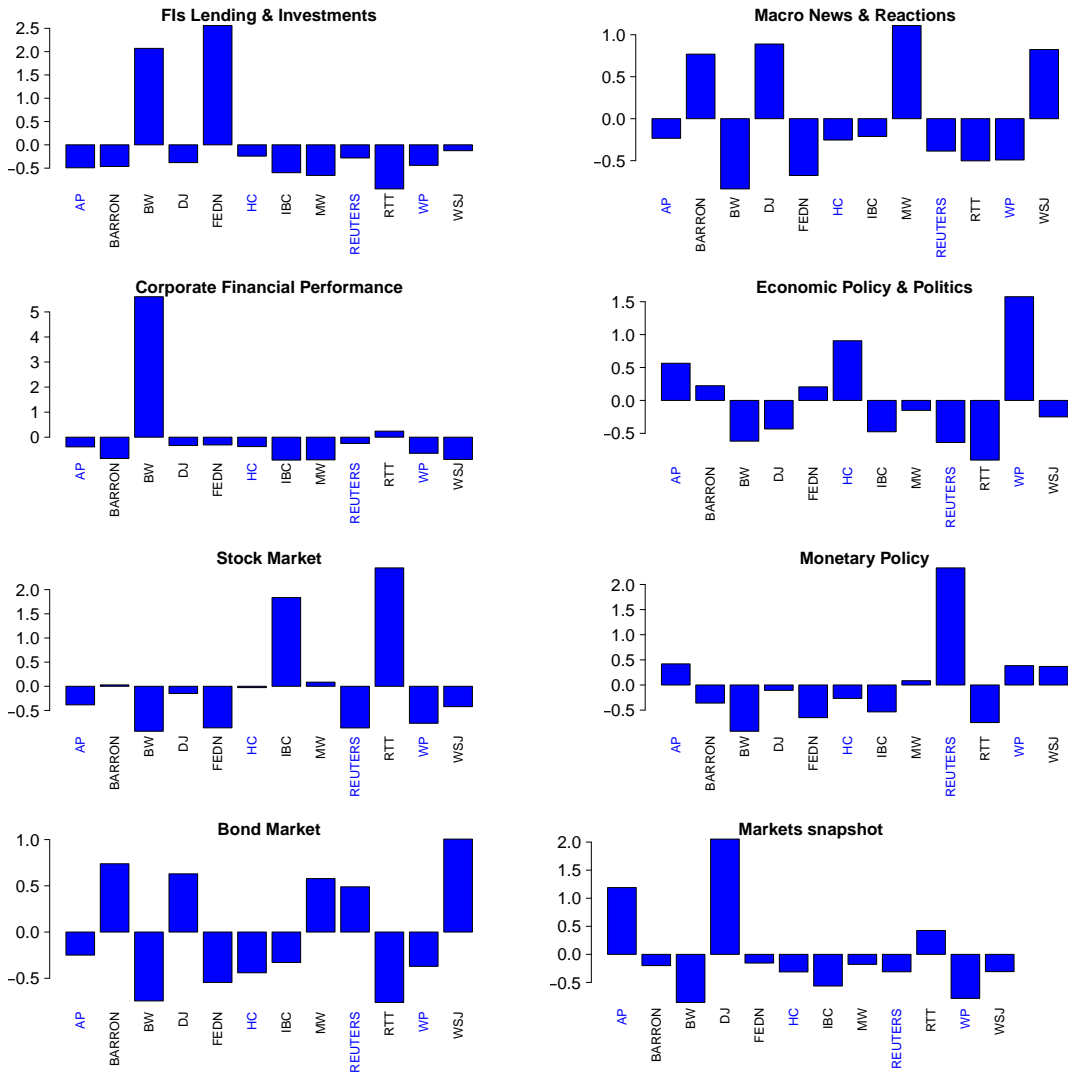 FIs Lending & Investments
2.5
2.0
1.5
1.0
0.5
0.0
−0.5
AP
BARRON
BW
DJ
FEDN
HC
IBC
MW
REUTERS
RTT
WP
WSJ
Macro News & Reactions
1.0
0.5
0.0
−0.5
AP
BARRON
BW
DJ
FEDN
HC
IBC
MW
REUTERS
RTT
WP
WSJ
Corporate Financial Performance
5
4
3
2
1
0
AP
BARRON
BW
DJ
FEDN
HC
IBC
MW
REUTERS
RTT
WP
WSJ
Economic Policy & Politics
1.5
1.0
0.5
0.0
−0.5
AP
BARRON
BW
DJ
FEDN
HC
IBC
MW
REUTERS
RTT
WP
WSJ
Stock Market
2.0
1.5
1.0
0.5
0.0
−0.5
AP
BARRON
BW
DJ
FEDN
HC
IBC
MW
REUTERS
RTT
WP
WSJ
Monetary Policy
2.0
1.5
1.0
0.5
0.0
−0.5
AP
BARRON
BW
DJ
FEDN
HC
IBC
MW
REUTERS
RTT
WP
WSJ
Bond Market
1.0
0.5
0.0
−0.5
AP
BARRON
BW
DJ
FEDN
HC
IBC
MW
REUTERS
RTT
WP
WSJ
Markets snapshot
2.0
1.5
1.0
0.5
0.0
−0.5
AP
BARRON
BW
DJ
FEDN
HC
IBC
MW
REUTERS
RTT
WP
WSJ